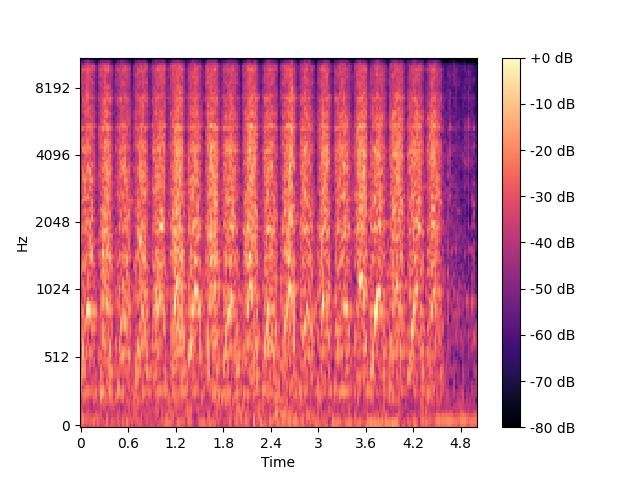 8192
4096
2048
1024
512
0
Hz
0
0.6
1.2
1.8
2.4
3
3.6
4.2
4.8
Time
+0 dB
-10 dB
-20 dB
-30 dB
-40 dB
-50 dB
-60 dB
-70 dB
-80 dB